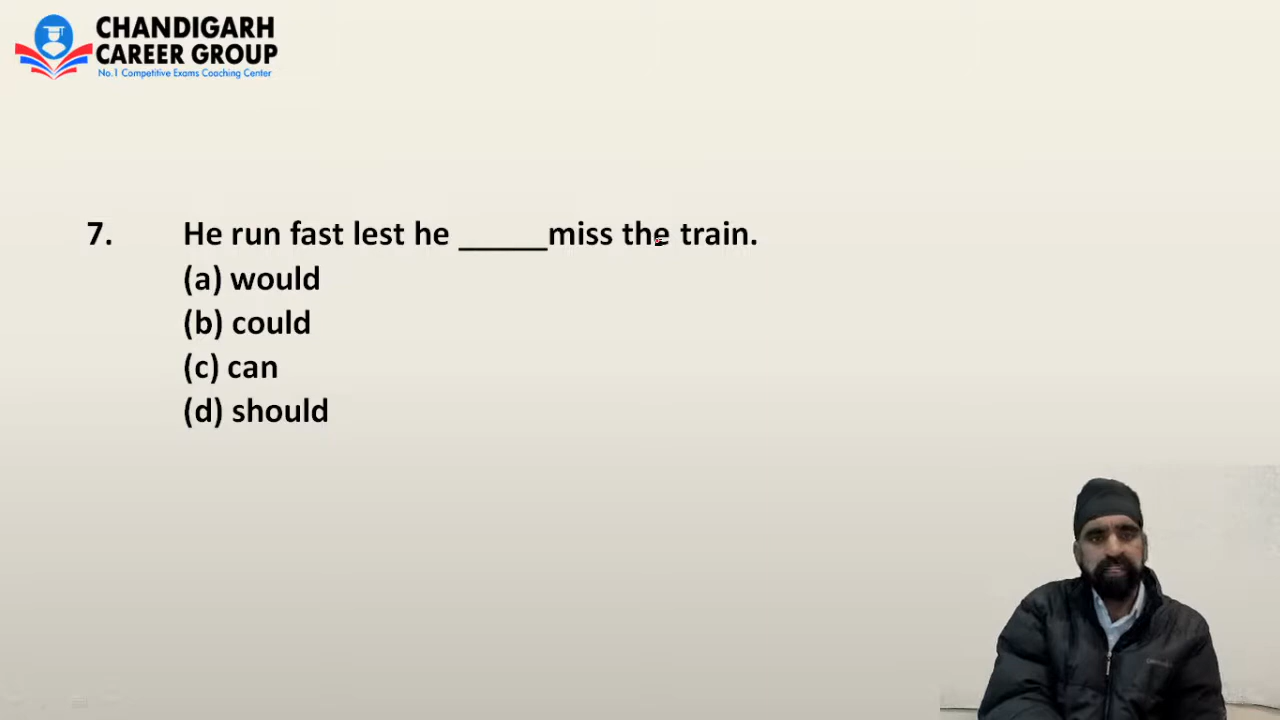 CHANDIGARH
CAREER GROUP
No.1 Competitive Exams Coaching Center
7. He run fast lest he _____miss the train.
(a) would
(b) could
(c) can
(d) should